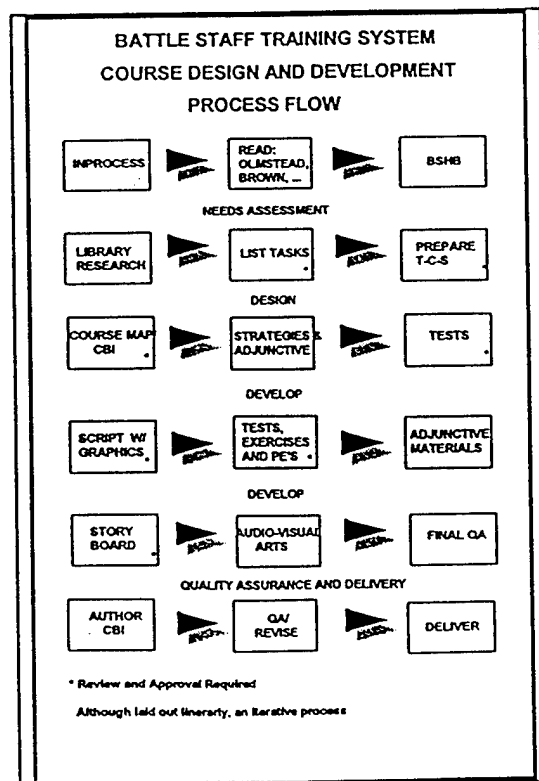 BATTLE STAFF TRAINING SYSTEM
COURSE DESIGN AND DEVELOPMENT
PROCESS FLOW
INPROCESS
READ:
OLMSTEAD,
BROWN, ...
BSHB
NEEDS ASSESSMENT
LIBRARY
RESEARCH
LIST TASKS
*
PREPARE
T-C-S
*
DESIGN
COURSE MAP/
CBI
*
STRATEGIES &
ADJUNCTIVE
TESTS
*
DEVELOP
SCRIPT W/
GRAPHICS
*
TESTS,
EXERCISES
AND PE'S
*
ADJUNCTIVE
MATERIALS
DEVELOP
STORY
BOARD
*
AUDIO-VISUAL
ARTS
FINAL QA
QUALITY ASSURANCE AND DELIVERY
AUTHOR
CBI
QA/
REVISE
DELIVER
* Review and Approval Required
Although laid out linerarly, an iterative process